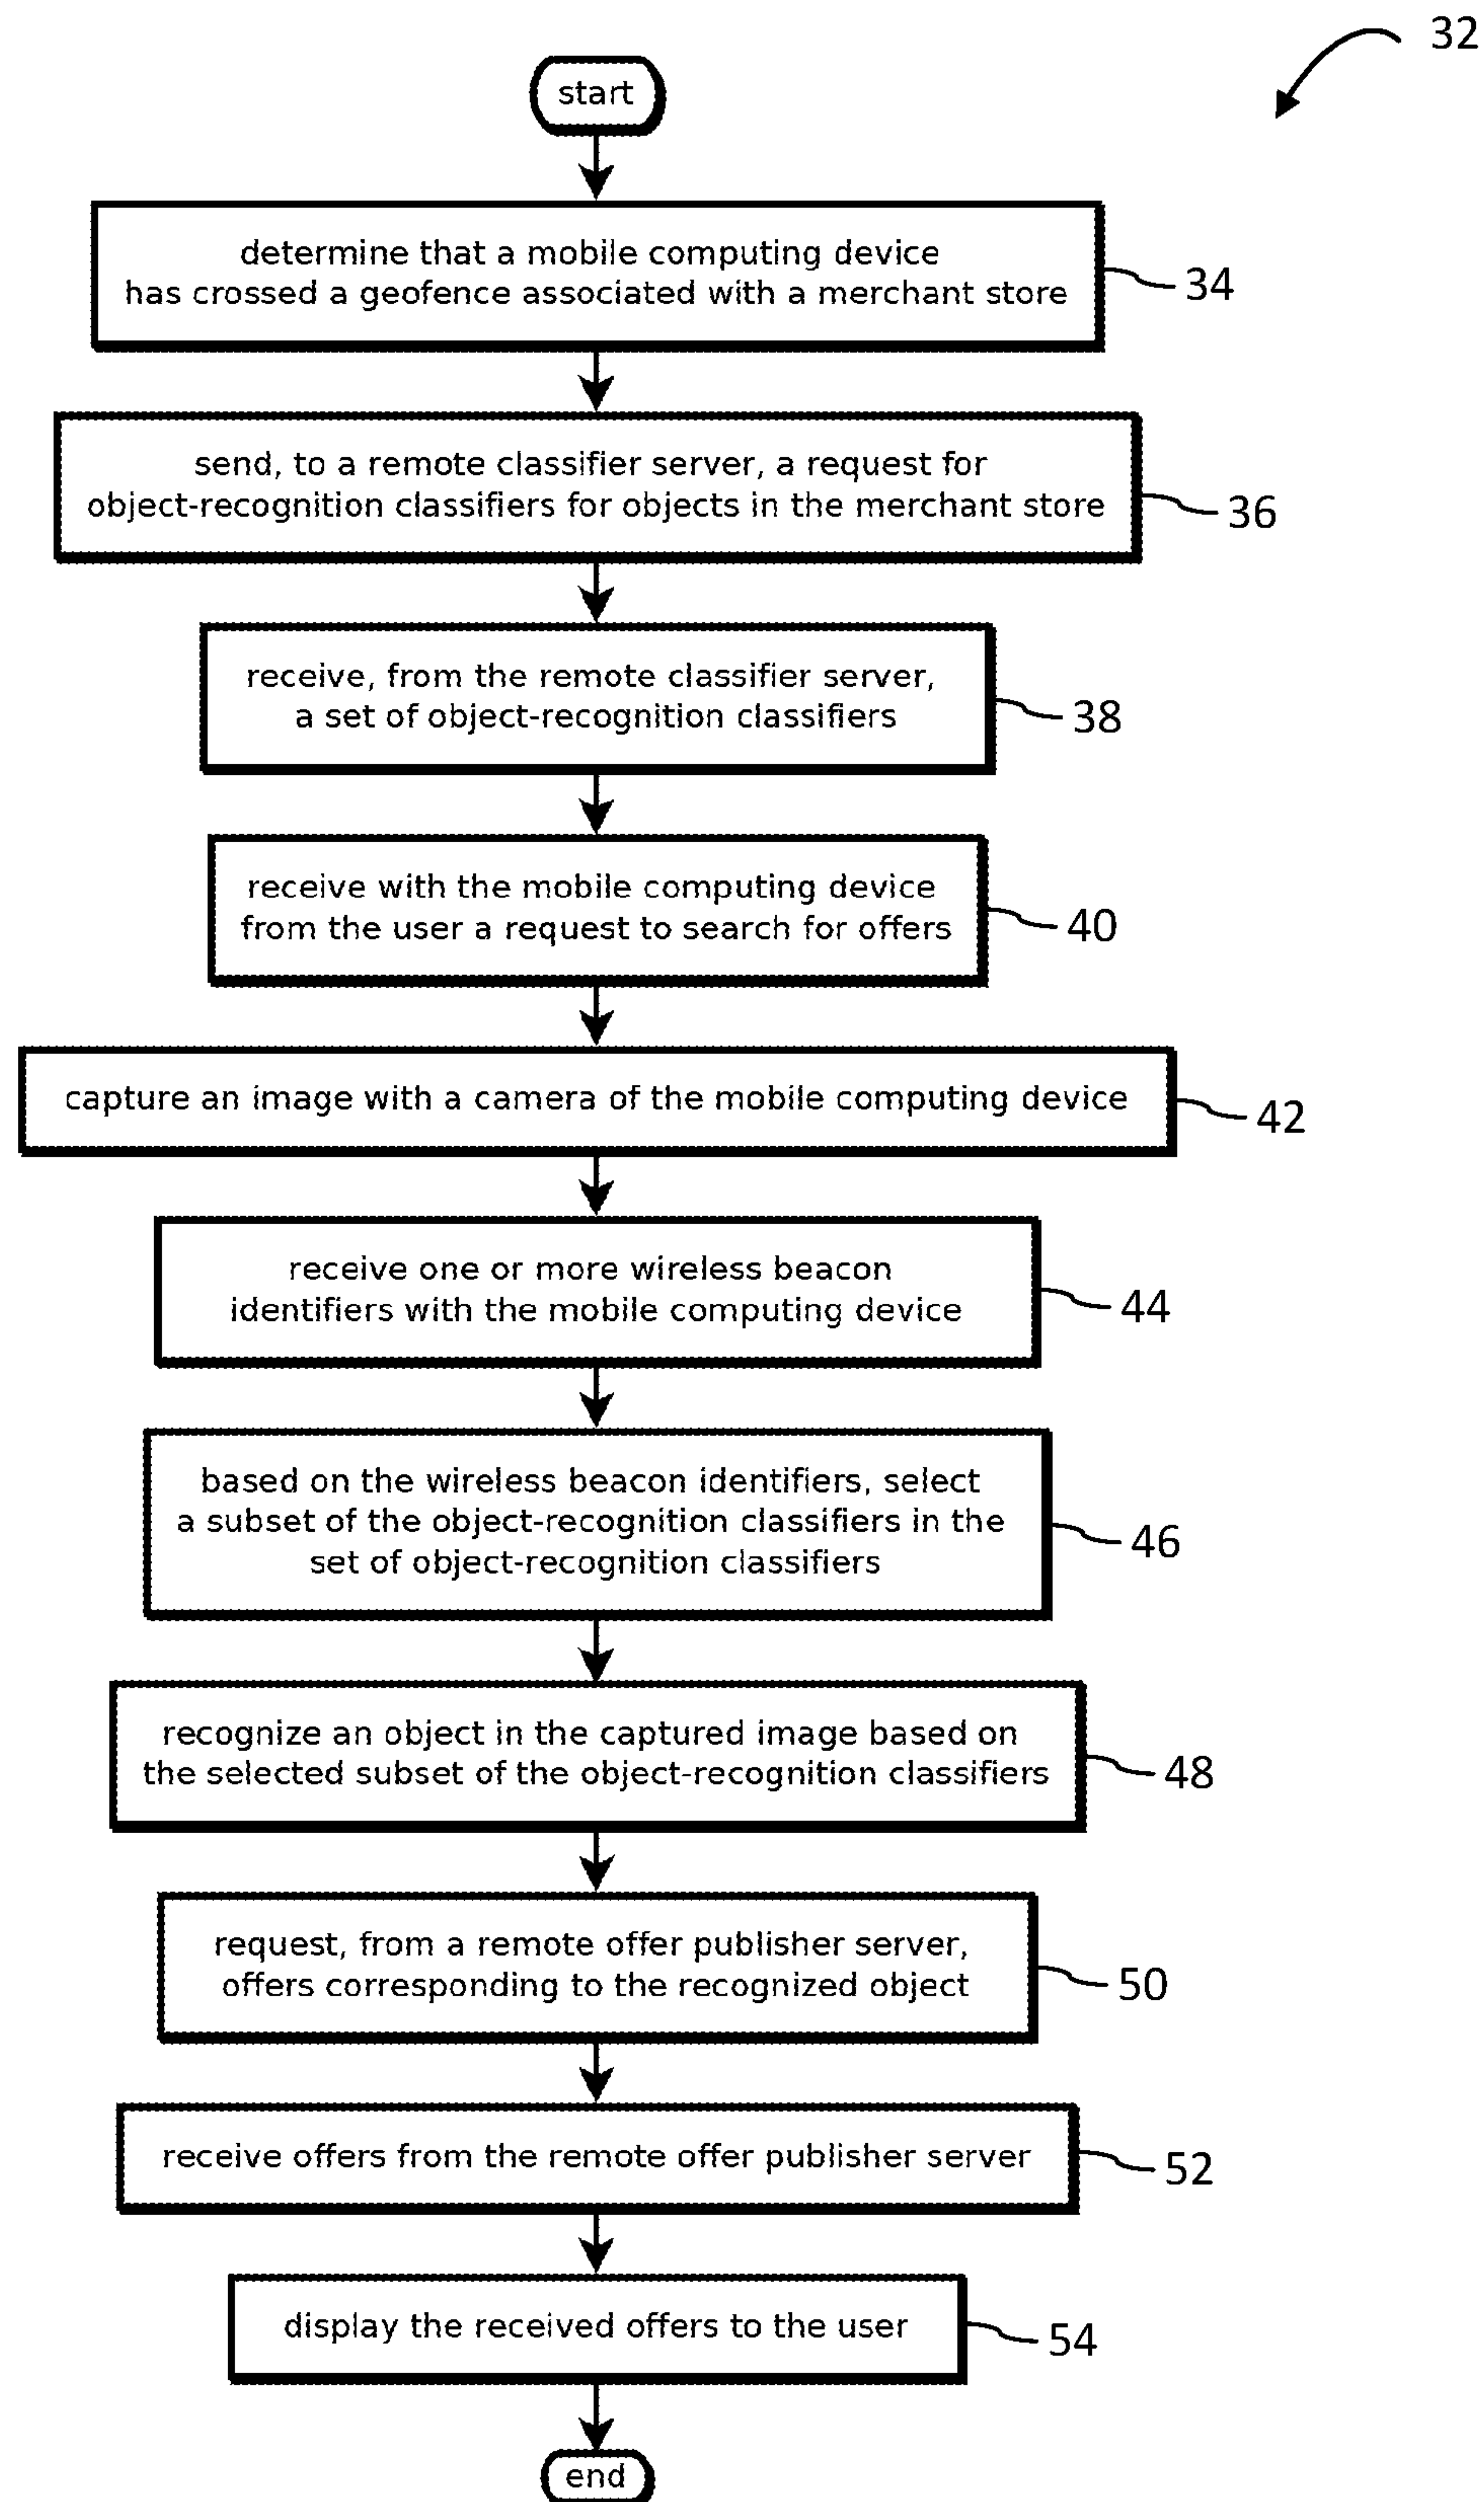 32
start
determine that a mobile computing device
has crossed a geofence associated with a merchant store
34
send, to a remote classifier server, a request for
object-recognition classifiers for objects in the merchant store
36
receive, from the remote classifier server,
a set of object-recognition classifiers
38
receive with the mobile computing device
from the user a request to search for offers
40
capture an image with a camera of the mobile computing device
42
receive one or more wireless beacon
identifiers with the mobile computing device
44
based on the wireless beacon identifiers, select
a subset of the object-recognition classifiers in the
set of object-recognition classifiers
46
recognize an object in the captured image based on
the selected subset of the object-recognition classifiers
48
request, from a remote offer publisher server,
offers corresponding to the recognized object
50
receive offers from the remote offer publisher server
52
display the received offers to the user
54
end